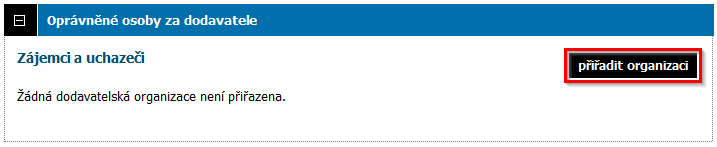 Oprávněné osoby za dodavatele
Zájemci a uchazeči
přiřadit organizaci
Žádná dodavatelská organizace není přiřazena.